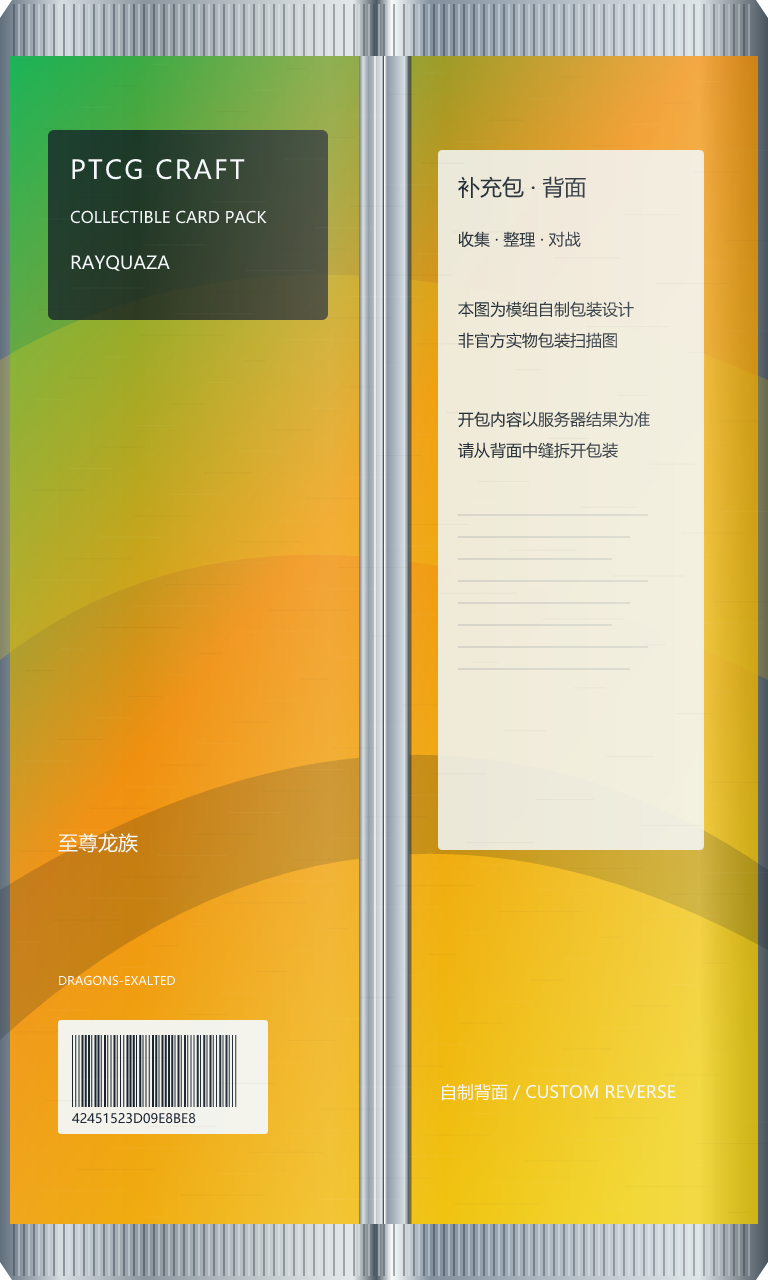 PTCG CRAFT
COLLECTIBLE CARD PACK
RAYQUAZA
至尊龙族
DRAGONS-EXALTED
42451523D09E8BE8
补充包 · 背面
收集 · 整理 · 对战
本图为模组自制包装设计
非官方实物包装扫描图
开包内容以服务器结果为准
请从背面中缝拆开包装
自制背面 / CUSTOM REVERSE